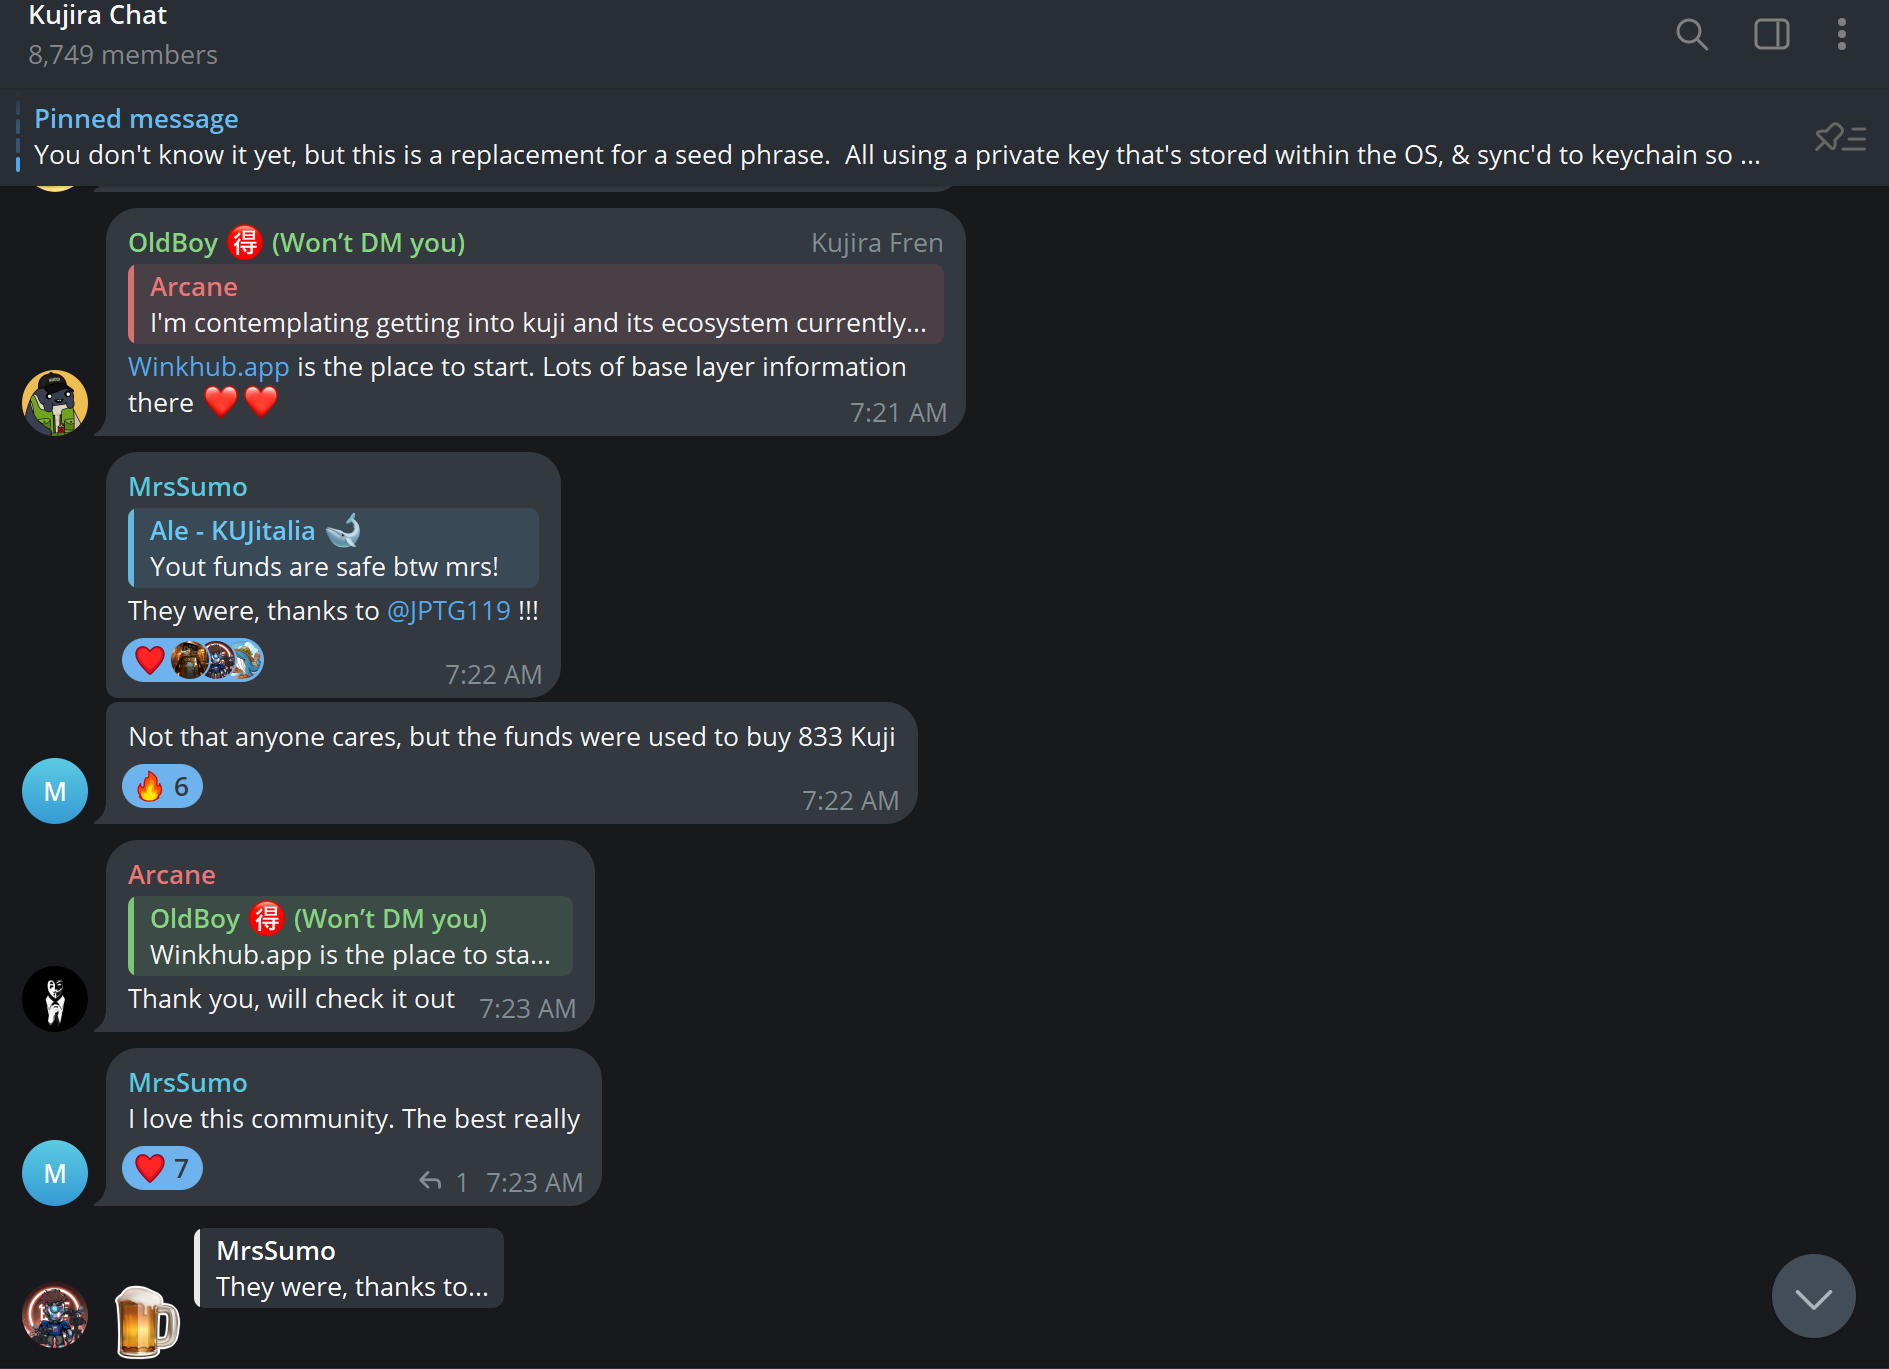 Kujira Chat
8,749 members
Pinned message
You don't know it yet, but this is a replacement for a seed phrase.  All using a private key that's stored within the OS, & sync'd to keychain so ...
OldBoy 🉐 (Won’t DM you)
Kujira Fren
Arcane
I'm contemplating getting into kuji and its ecosystem currently...
Winkhub.app is the place to start. Lots of base layer information
there ❤️❤️
7:21 AM
MrsSumo
Ale - KUJitalia 🐋
Yout funds are safe btw mrs!
They were, thanks to @JPTG119 !!!
7:22 AM
Not that anyone cares, but the funds were used to buy 833 Kuji
🔥 6
7:22 AM
M
Arcane
OldBoy 🉐 (Won’t DM you)
Winkhub.app is the place to sta...
Thank you, will check it out
7:23 AM
MrsSumo
I love this community. The best really
❤️ 7
1 7:23 AM
M
MrsSumo
They were, thanks to...